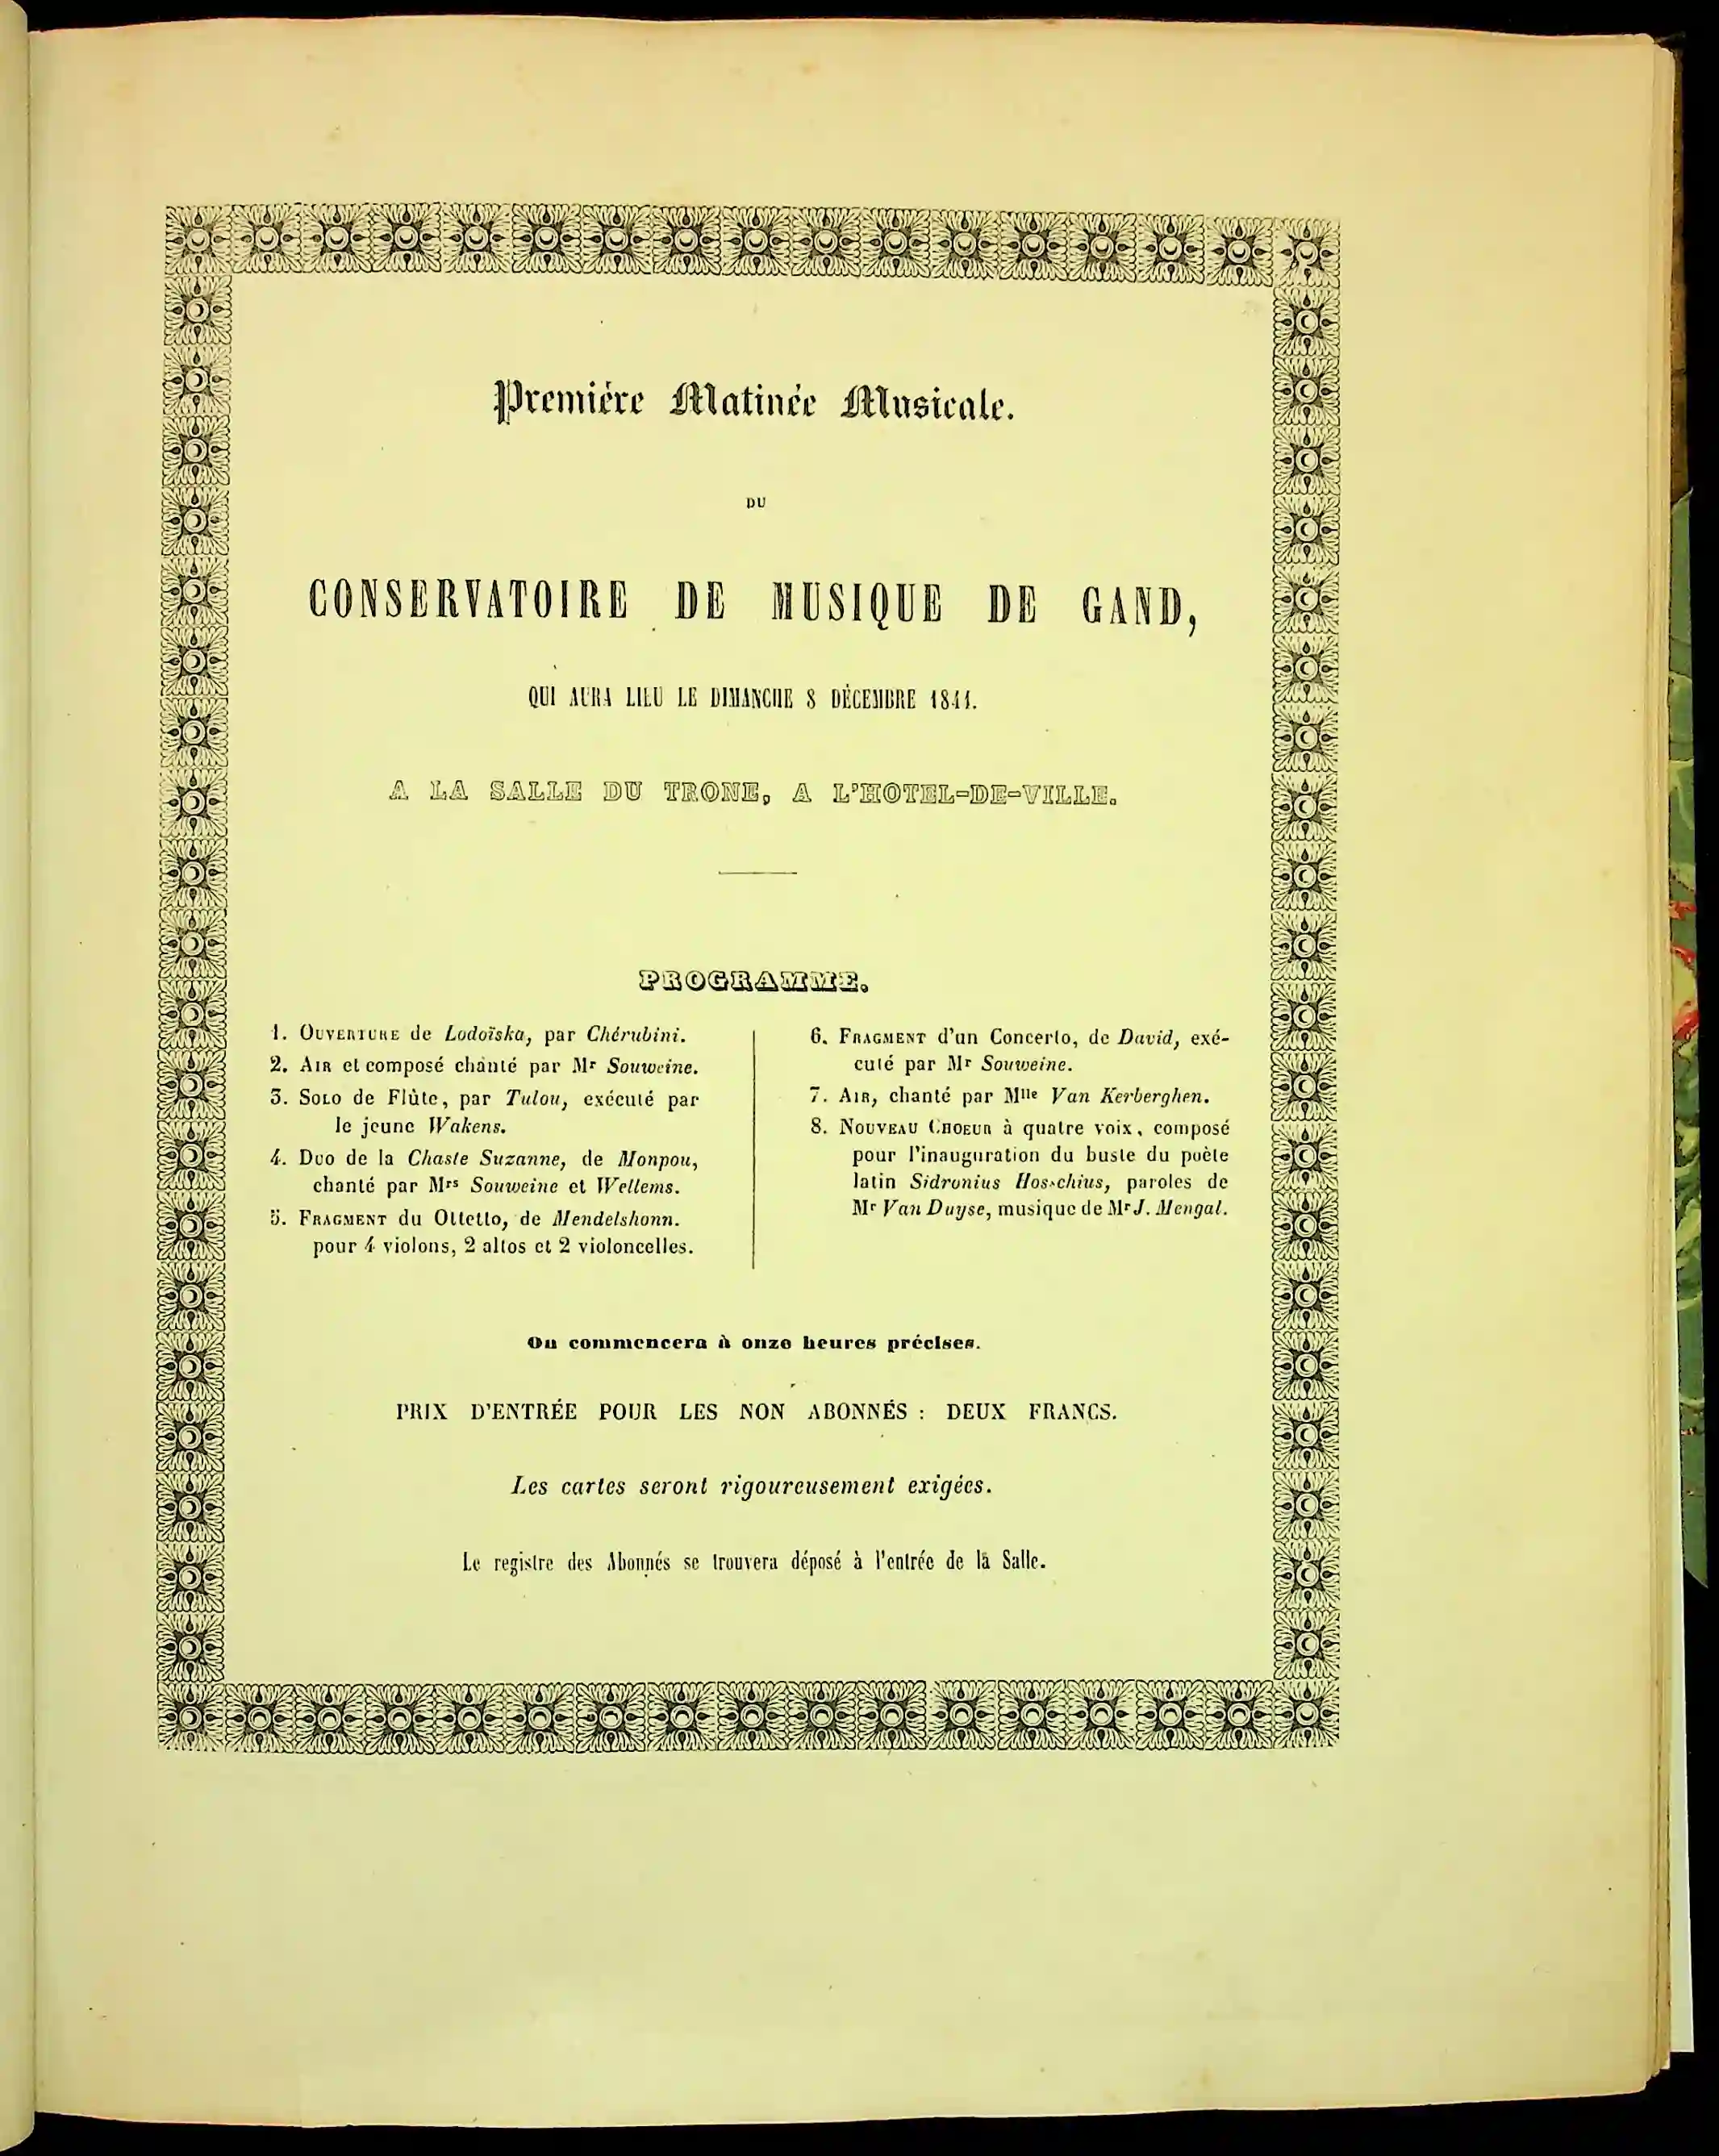 Premiére Matinée Musicale.
DU
CONSERVATOIRE DE MUSIQUE DE GAND,
QUI AURA LIEU LE DIMANCHE 8 DÉCEMBRE 1844.
A LA SALLE DU TRONE, A L'HOTEL-DE-VILLE.
PROGRAMME.
1. OUVERTURE de Lodoïska, par Chérubini.
2. AIR et composé chanté par Mr Souweine.
3. SOLO de Flûte, par Tulou, exécuté par
le jeune Wakens.
4. DUO de la Chaste Suzanne, de Monpou,
chanté par Mrs Souweine et Wellems.
5. FRAGMENT du Ottetto, de Mendelshonn.
pour 4 violons, 2 altos et 2 violoncelles.
6. FRAGMENT d'un Concerto, de David, exé-
cuté par Mr Souweine.
7. AIR, chanté par Mlle Van Kerberghen.
8. NOUVEAU CHOEUR à quatre voix, composé
pour l'inauguration du buste du poète
latin Sidronius Hosschius, paroles de
Mr Van Duyse, musique de Mr J. Mengal.
On commencera à onze heures précises.
PRIX D'ENTRÉE POUR LES NON ABONNÉS : DEUX FRANCS.
Les cartes seront rigoureusement exigées.
Le registre des Abonnés se trouvera déposé à l'entrée de la Salle.